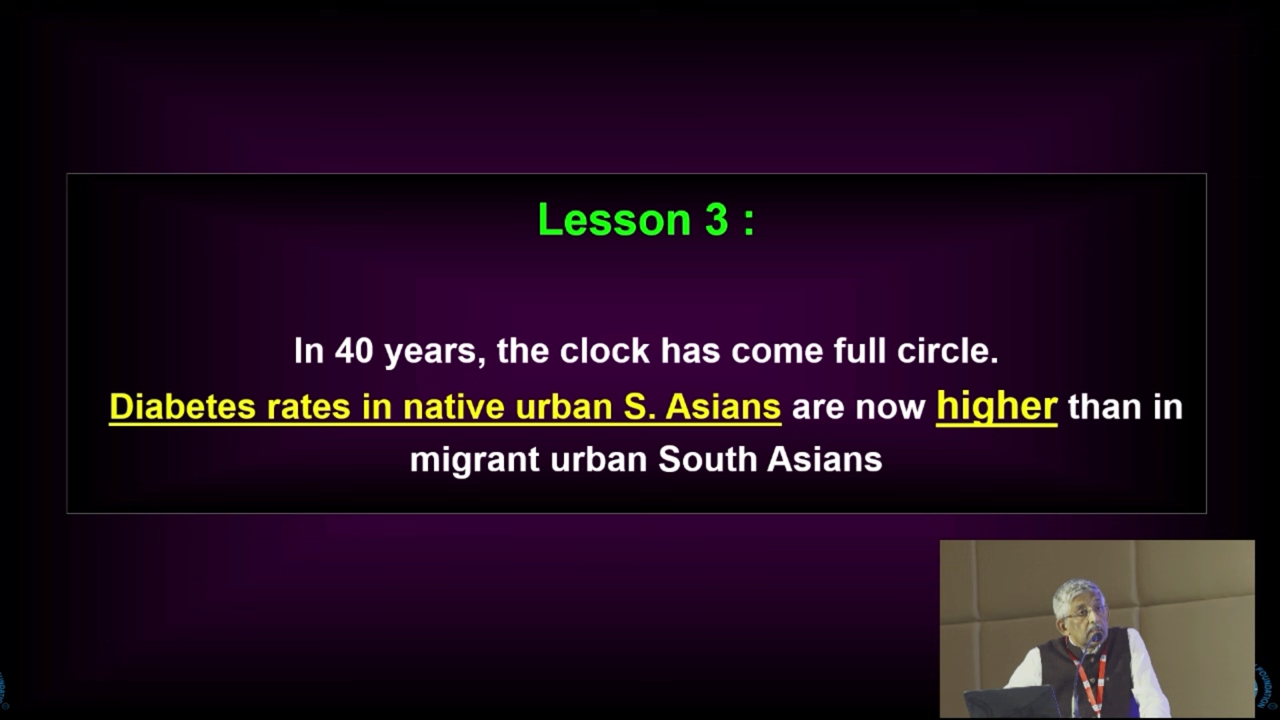 Lesson 3 :
In 40 years, the clock has come full circle.
Diabetes rates in native urban S. Asians are now higher than in
migrant urban South Asians
FOUNDATION